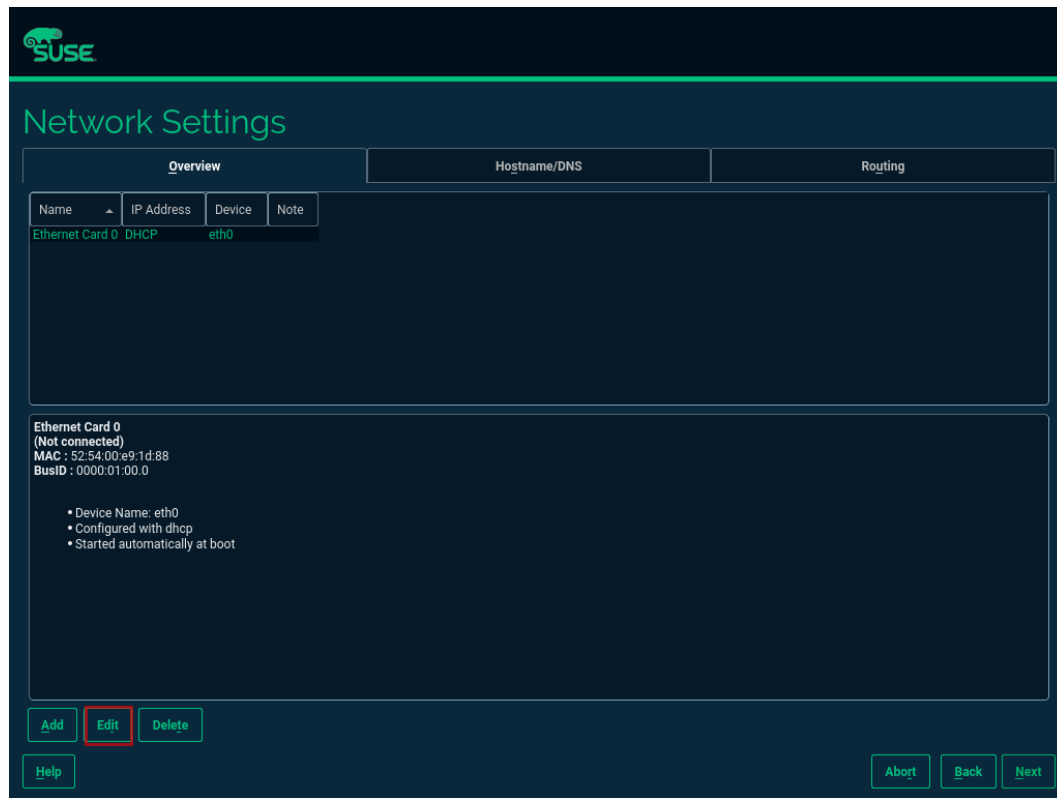 SUSE
Network Settings
Overview Hostname/DNS Routing
Name IP Address Device Note
Ethernet Card 0 DHCP eth0
Ethernet Card 0
(Not connected)
MAC : 52:54:00:e9:1d:88
BusID : 0000:01:00.0
• Device Name: eth0
• Configured with dhcp
• Started automatically at boot
Add Edit Delete
Help Abort Back Next